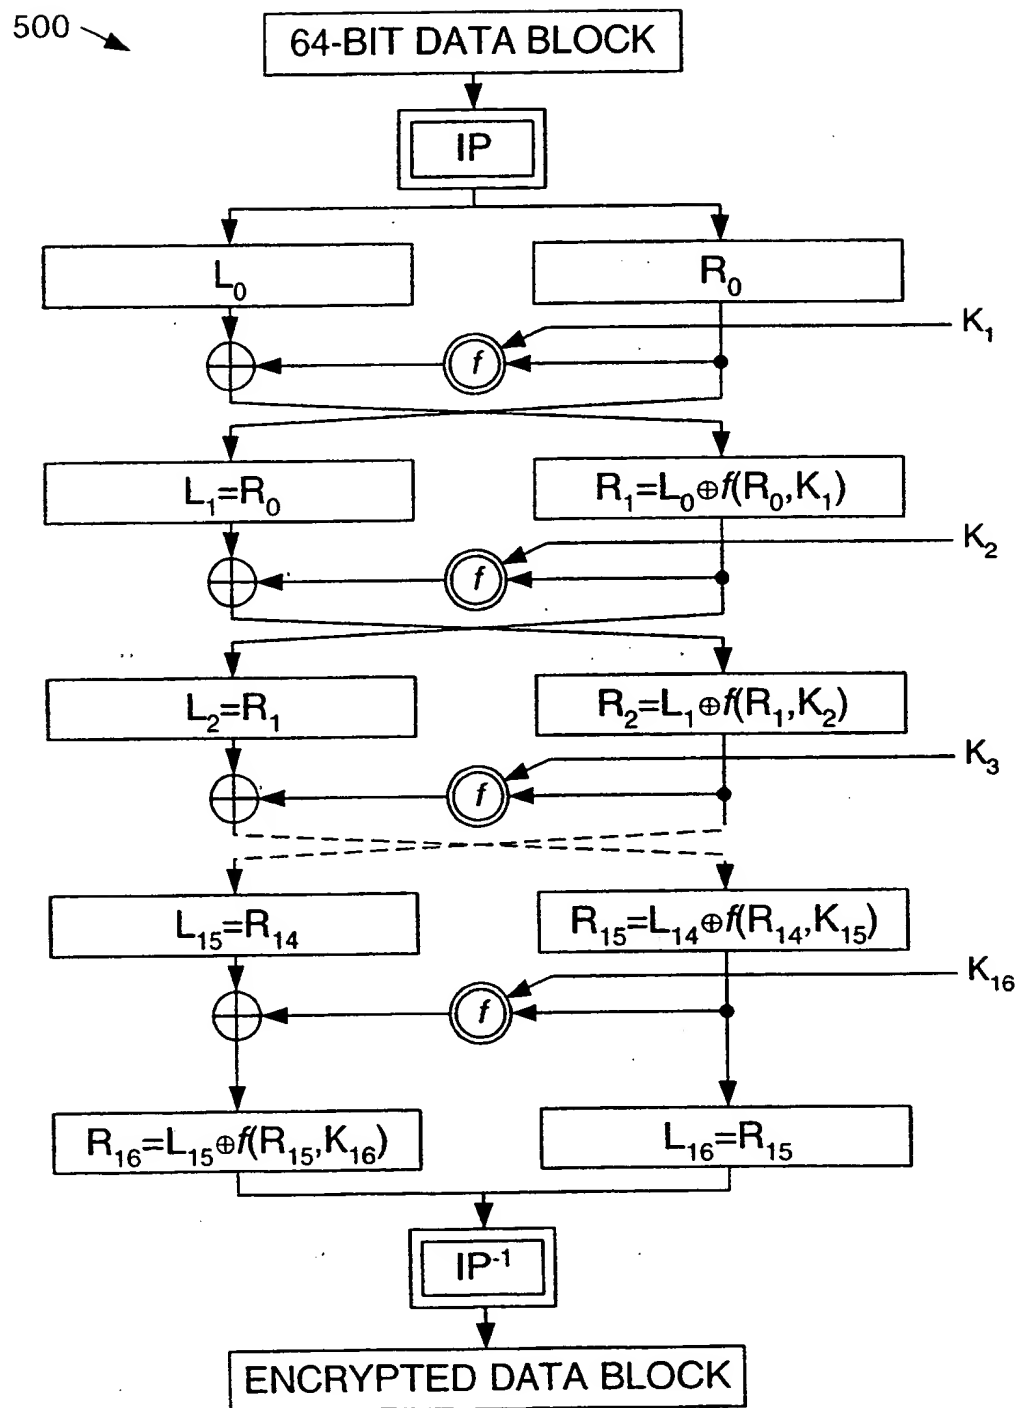 500
64-BIT DATA BLOCK
IP
L₀
R₀
K₁
f
L₁=R₀
R₁=L₀⊕f(R₀,K₁)
K₂
f
L₂=R₁
R₂=L₁⊕f(R₁,K₂)
K₃
f
L₁₅=R₁₄
R₁₅=L₁₄⊕f(R₁₄,K₁₅)
K₁₆
f
R₁₆=L₁₅⊕f(R₁₅,K₁₆)
L₁₆=R₁₅
IP⁻¹
ENCRYPTED DATA BLOCK